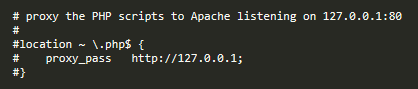 # proxy the PHP scripts to Apache listening on 127.0.0.1:80
#
#location ~ \.php$ {
#    proxy_pass   http://127.0.0.1;
#}